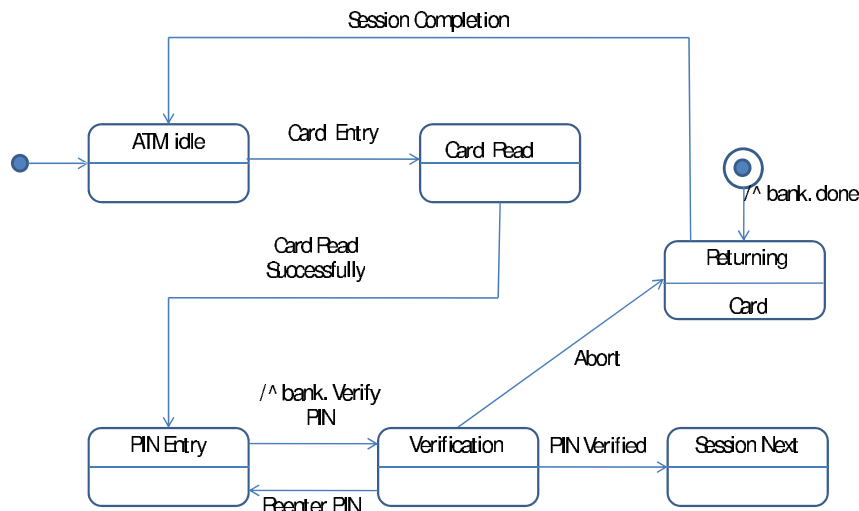 Session Completion
ATM idle
Card Entry
Card Read
/^ bank. done
Card Read
Successfully
Returning
Card
Abort
/^ bank. Verify
PIN
PIN Entry
Verification
PIN Verified
Session Next
Reenter PIN